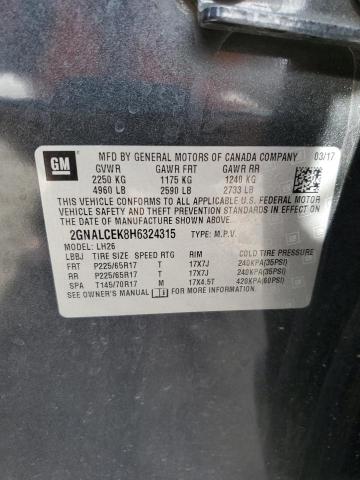 GM
MFD BY GENERAL MOTORS OF CANADA COMPANY 03/17
GVWR GAWR FRT GAWR RR
2250 KG 1175 KG 1240 KG
4960 LB 2590 LB 2733 LB
THIS VEHICLE CONFORMS TO ALL APPLICABLE U.S. FEDERAL MOTOR
VEHICLE SAFETY AND THEFT PREVENTION STANDARDS IN EFFECT
ON THE DATE OF MANUFACTURE SHOWN ABOVE.
2GNALCEK8H6324315 TYPE: M.P.V.
MODEL: LH26
LBBJ TIRE SIZE SPEED RTG RIM COLD TIRE PRESSURE
FRT P225/65R17 T 17X7J 240KPA(35PSI)
RR P225/65R17 T 17X7J 240KPA(35PSI)
SPA T145/70R17 M 17X4.5T 420KPA(60PSI)
SEE OWNER'S MANUAL FOR ADDITIONAL INFORMATION